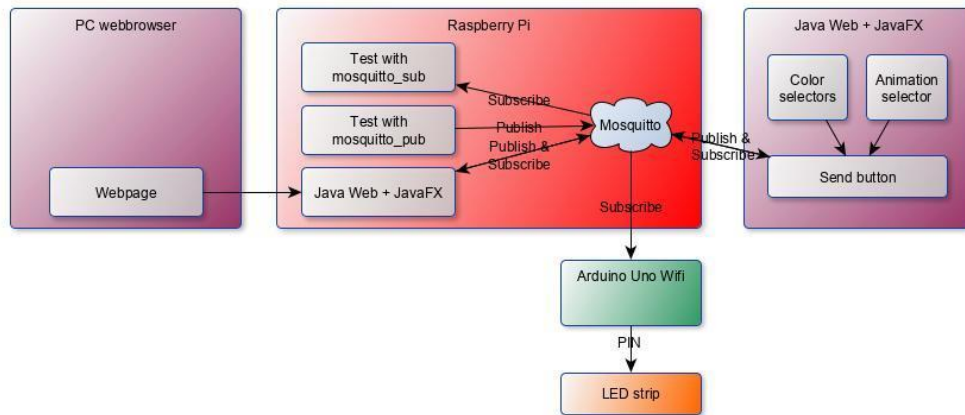 PC webbrowser
Webpage
Raspberry Pi
Test with
mosquitto_sub
Test with
mosquitto_pub
Java Web + JavaFX
Subscribe
Publish
Publish &
Subscribe
Mosquitto
Subscribe
Publish &
Subscribe
Java Web + JavaFX
Color
selectors
Animation
selector
Send button
Arduino Uno Wifi
PIN
LED strip